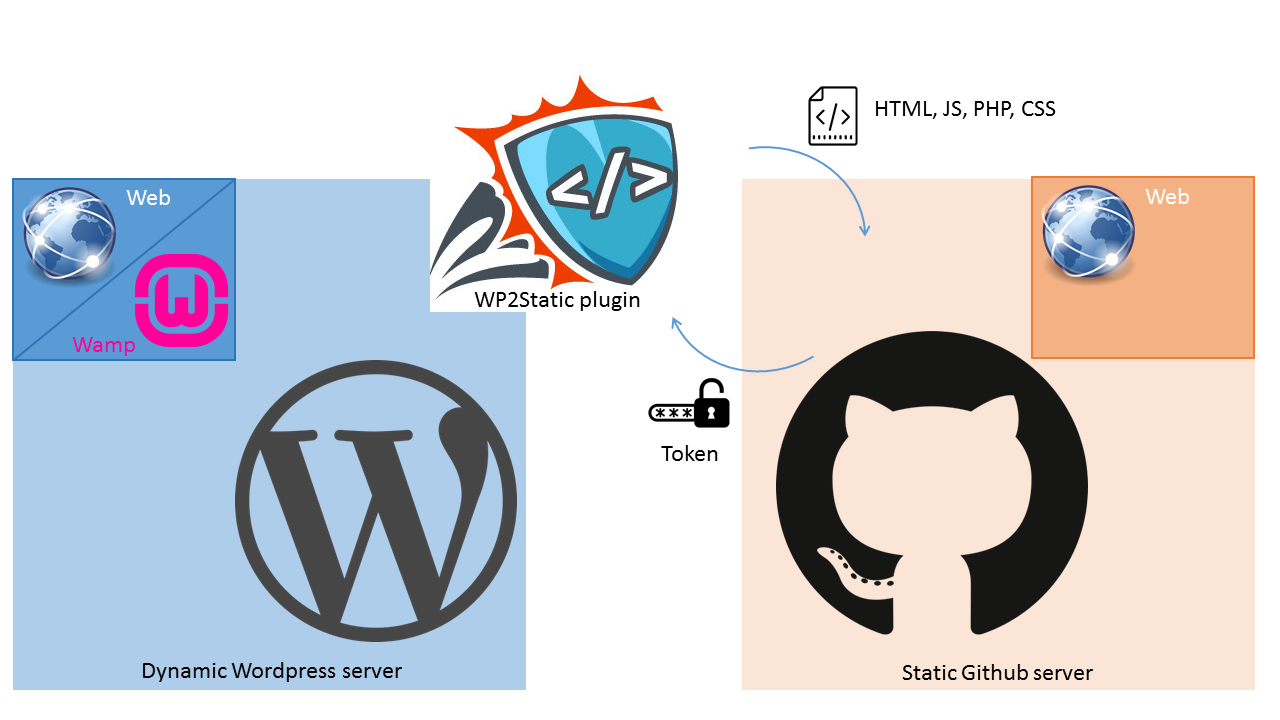 HTML, JS, PHP, CSS
Web
Wamp
WP2Static plugin
Web
***
Token
Dynamic Wordpress server
Static Github server